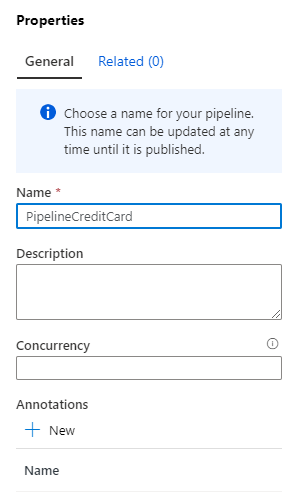 Properties
General Related (0)
Choose a name for your pipeline.
This name can be updated at any
time until it is published.
Name *
PipelineCreditCard
Description
Concurrency
Annotations
New
Name